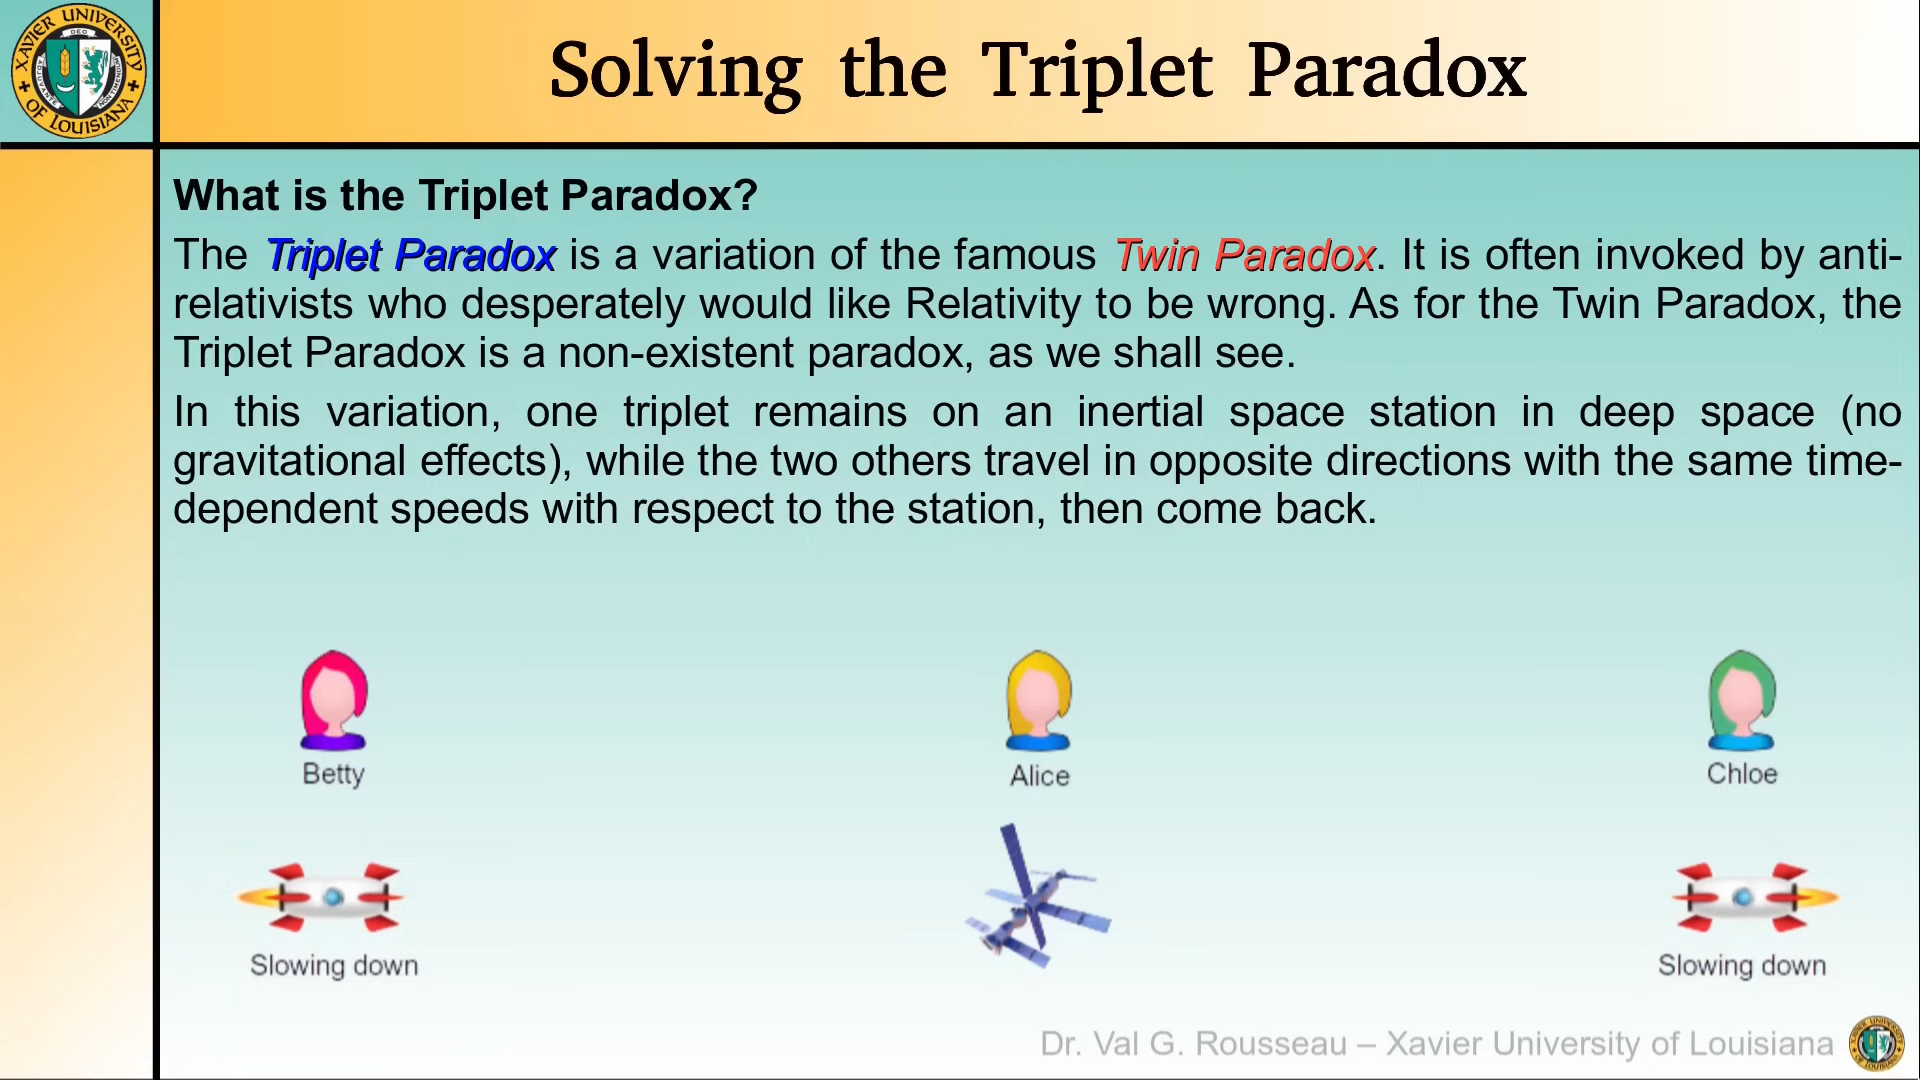 XAVIER UNIVERSITY
DEO
OF LOUISIANA
Solving the Triplet Paradox
What is the Triplet Paradox?
The Triplet Paradox is a variation of the famous Twin Paradox. It is often invoked by anti-
relativists who desperately would like Relativity to be wrong. As for the Twin Paradox, the
Triplet Paradox is a non-existent paradox, as we shall see.
In this variation, one triplet remains on an inertial space station in deep space (no
gravitational effects), while the two others travel in opposite directions with the same time-
dependent speeds with respect to the station, then come back.
Betty
Alice
Chloe
Slowing down
Slowing down
Dr. Val G. Rousseau – Xavier University of Louisiana